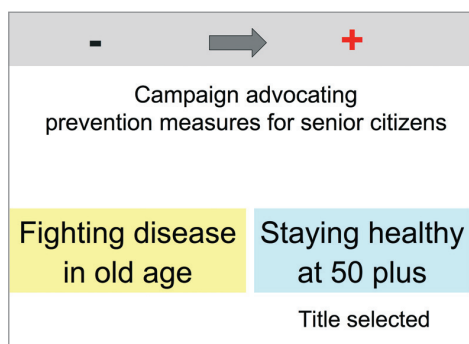 - +
Campaign advocating
prevention measures for senior citizens
Fighting disease
in old age
Staying healthy
at 50 plus
Title selected